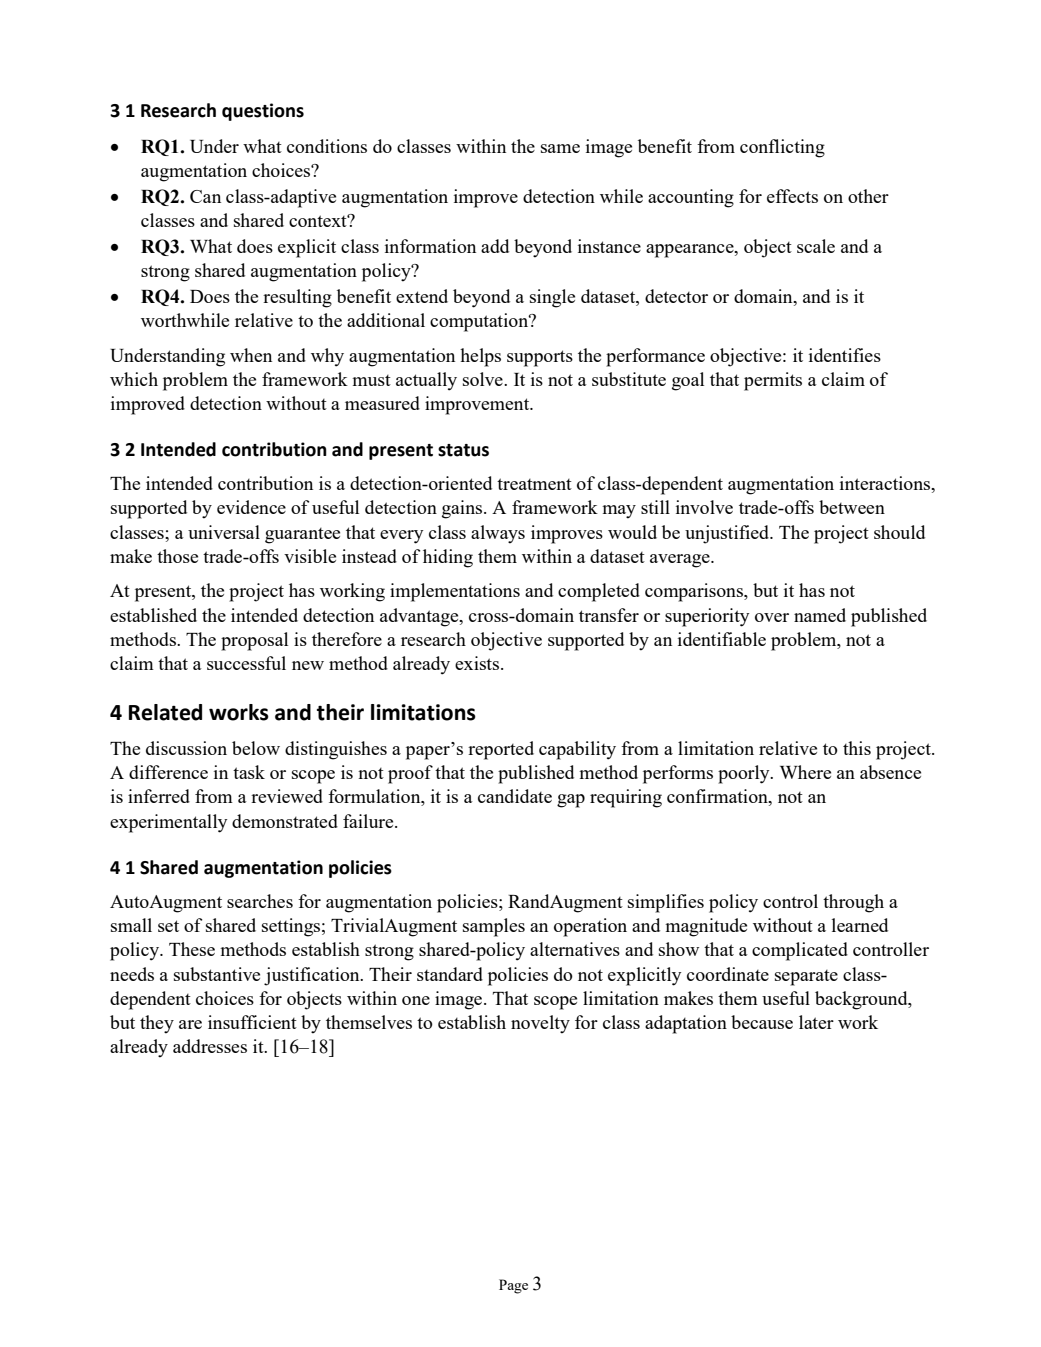 3 1 Research questions
• RQ1. Under what conditions do classes within the same image benefit from conflicting
augmentation choices?
• RQ2. Can class-adaptive augmentation improve detection while accounting for effects on other
classes and shared context?
• RQ3. What does explicit class information add beyond instance appearance, object scale and a
strong shared augmentation policy?
• RQ4. Does the resulting benefit extend beyond a single dataset, detector or domain, and is it
worthwhile relative to the additional computation?
Understanding when and why augmentation helps supports the performance objective: it identifies
which problem the framework must actually solve. It is not a substitute goal that permits a claim of
improved detection without a measured improvement.
3 2 Intended contribution and present status
The intended contribution is a detection-oriented treatment of class-dependent augmentation interactions,
supported by evidence of useful detection gains. A framework may still involve trade-offs between
classes; a universal guarantee that every class always improves would be unjustified. The project should
make those trade-offs visible instead of hiding them within a dataset average.
At present, the project has working implementations and completed comparisons, but it has not
established the intended detection advantage, cross-domain transfer or superiority over named published
methods. The proposal is therefore a research objective supported by an identifiable problem, not a
claim that a successful new method already exists.
4 Related works and their limitations
The discussion below distinguishes a paper’s reported capability from a limitation relative to this project.
A difference in task or scope is not proof that the published method performs poorly. Where an absence
is inferred from a reviewed formulation, it is a candidate gap requiring confirmation, not an
experimentally demonstrated failure.
4 1 Shared augmentation policies
AutoAugment searches for augmentation policies; RandAugment simplifies policy control through a
small set of shared settings; TrivialAugment samples an operation and magnitude without a learned
policy. These methods establish strong shared-policy alternatives and show that a complicated controller
needs a substantive justification. Their standard policies do not explicitly coordinate separate class-
dependent choices for objects within one image. That scope limitation makes them useful background,
but they are insufficient by themselves to establish novelty for class adaptation because later work
already addresses it. [16–18]
Page 3